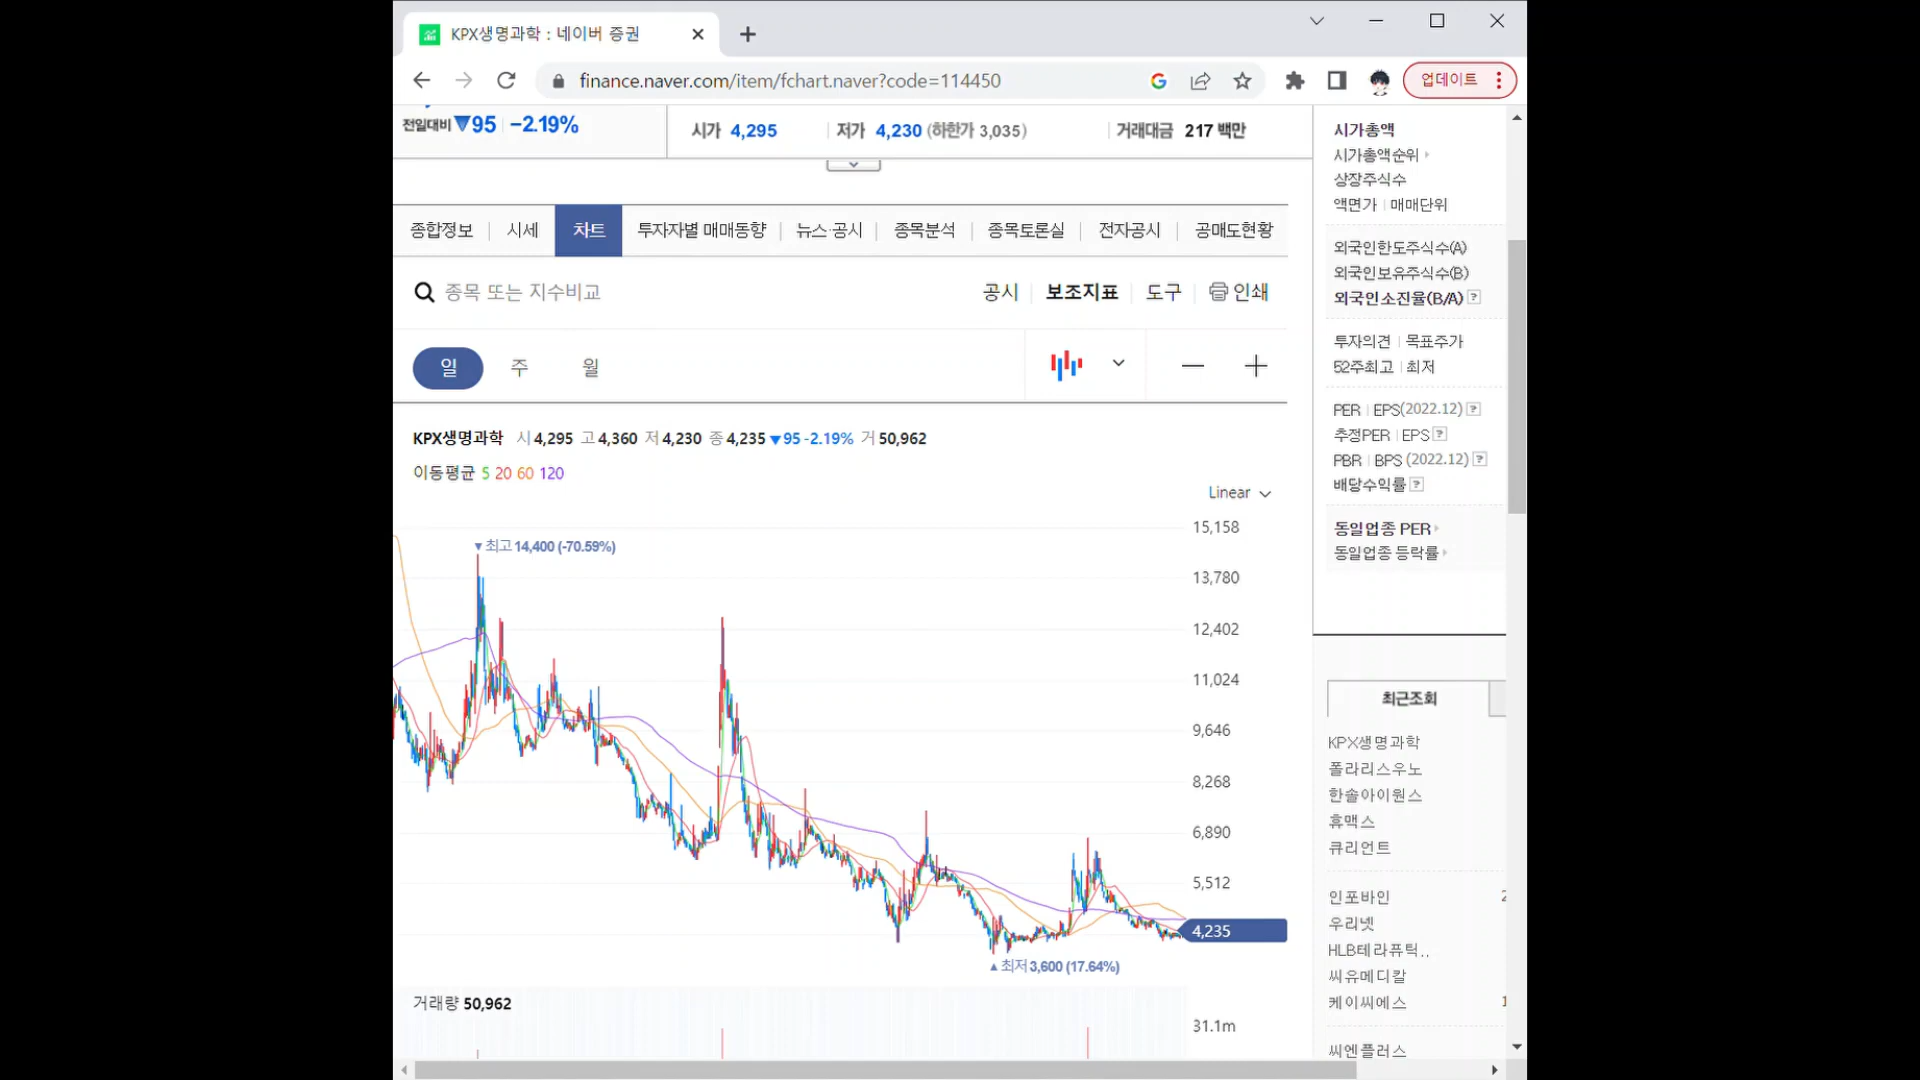 KPX생명과학 : 네이버 증권
finance.naver.com/item/fchart.naver?code=114450
업데이트
전일대비 ▼95 -2.19%
시가 4,295
저가 4,230 (하한가 3,035)
거래대금 217 백만
종합정보 시세 차트 투자자별 매매동향 뉴스·공시 종목분석 종목토론실 전자공시 공매도현황
종목 또는 지수비교
공시 보조지표 도구 인쇄
일 주 월
KPX생명과학 시 4,295 고 4,360 저 4,230 종 4,235 ▼95 -2.19% 거 50,962
이동평균 5 20 60 120
Linear
15,158
▼최고 14,400 (-70.59%)
13,780
12,402
11,024
9,646
8,268
6,890
5,512
4,235
▲최저 3,600 (17.64%)
거래량 50,962
31.1m
시가총액
시가총액순위
상장주식수
액면가 | 매매단위
외국인한도주식수(A)
외국인보유주식수(B)
외국인소진율(B/A) ?
투자의견 | 목표주가
52주최고 | 최저
PER | EPS(2022.12) ?
추정PER | EPS ?
PBR | BPS (2022.12) ?
배당수익률 ?
동일업종 PER
동일업종 등락률
최근조회
KPX생명과학
폴라리스우노
한솔아이원스
휴맥스
큐리언트
인포바인 2
우리넷
HLB테라퓨틱..
씨유메디칼
케이씨에스 1
씨엔플러스